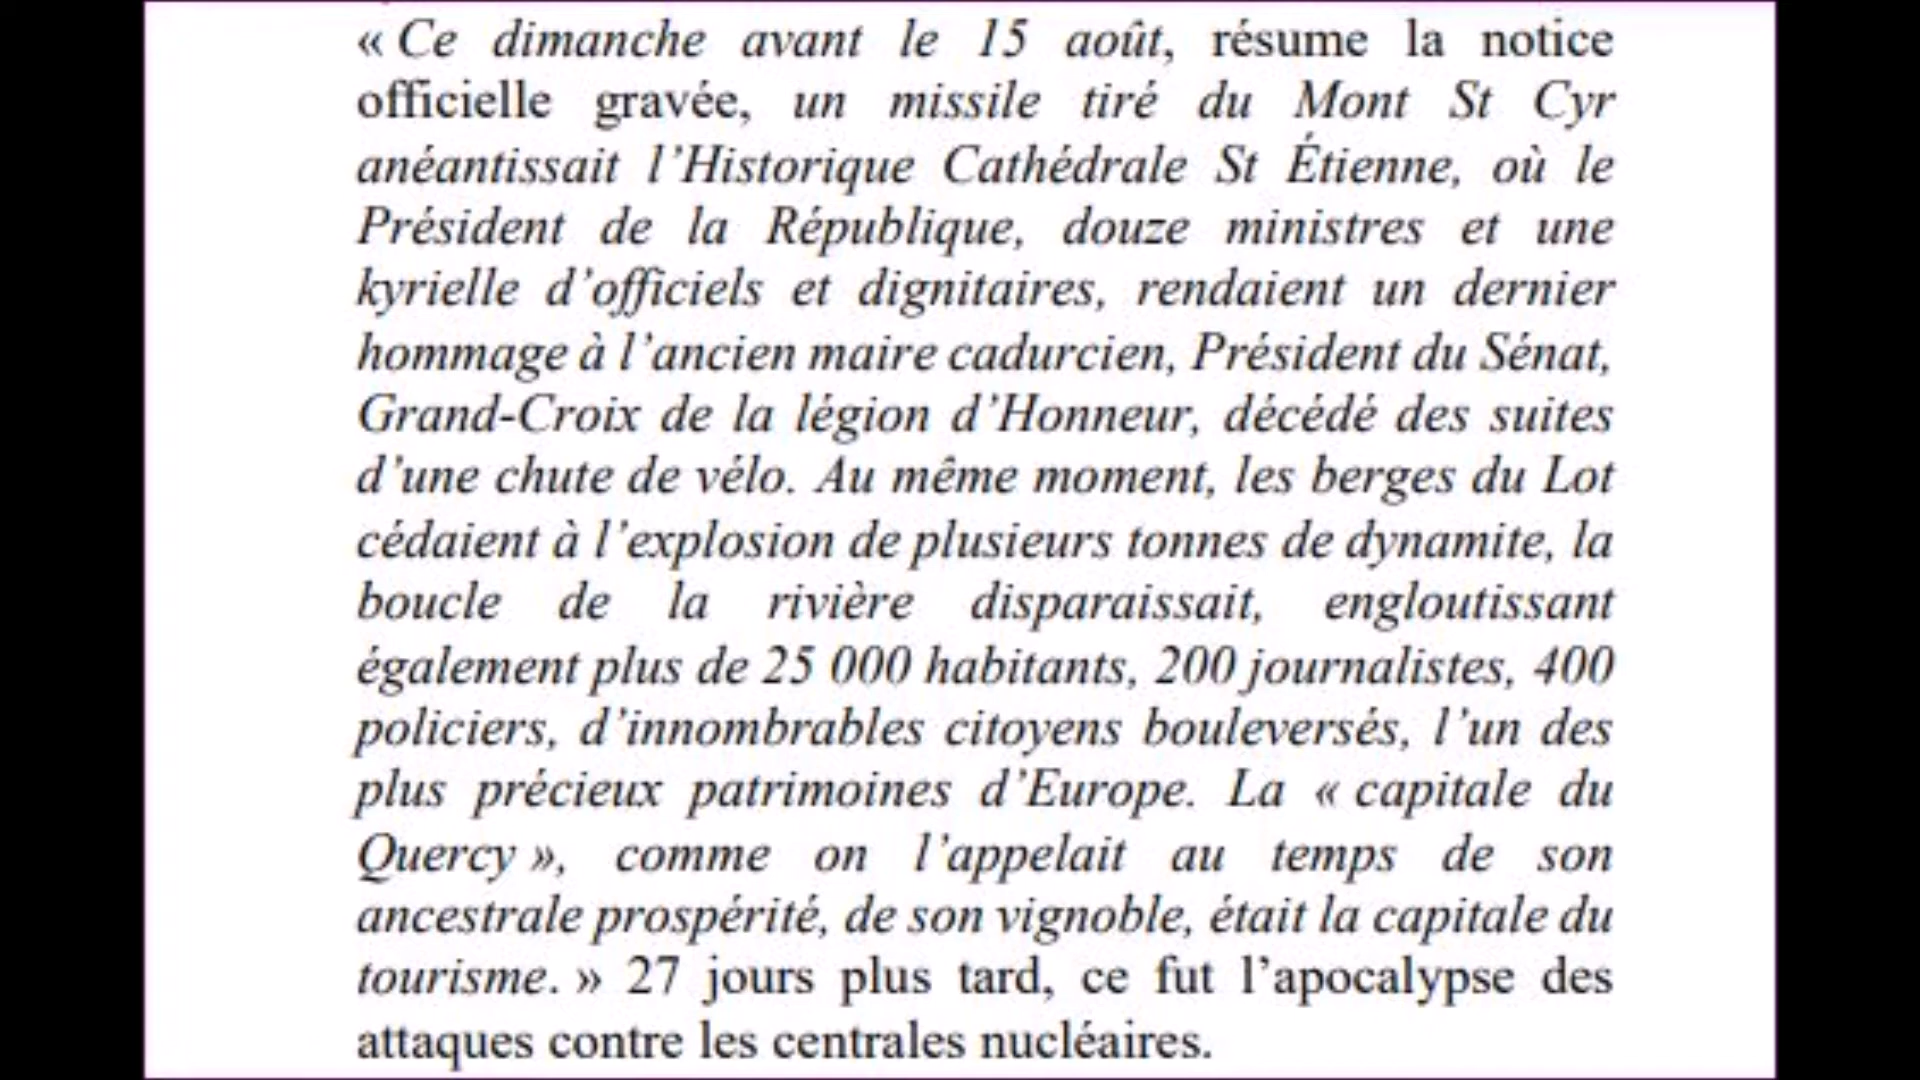 « Ce dimanche avant le 15 août, résume la notice
officielle gravée, un missile tiré du Mont St Cyr
anéantissait l’Historique Cathédrale St Étienne, où le
Président de la République, douze ministres et une
kyrielle d’officiels et dignitaires, rendaient un dernier
hommage à l’ancien maire cadurcien, Président du Sénat,
Grand-Croix de la légion d’Honneur, décédé des suites
d’une chute de vélo. Au même moment, les berges du Lot
cédaient à l’explosion de plusieurs tonnes de dynamite, la
boucle de la rivière disparaissait, engloutissant
également plus de 25 000 habitants, 200 journalistes, 400
policiers, d’innombrables citoyens bouleversés, l’un des
plus précieux patrimoines d’Europe. La « capitale du
Quercy », comme on l’appelait au temps de son
ancestrale prospérité, de son vignoble, était la capitale du
tourisme. » 27 jours plus tard, ce fut l’apocalypse des
attaques contre les centrales nucléaires.